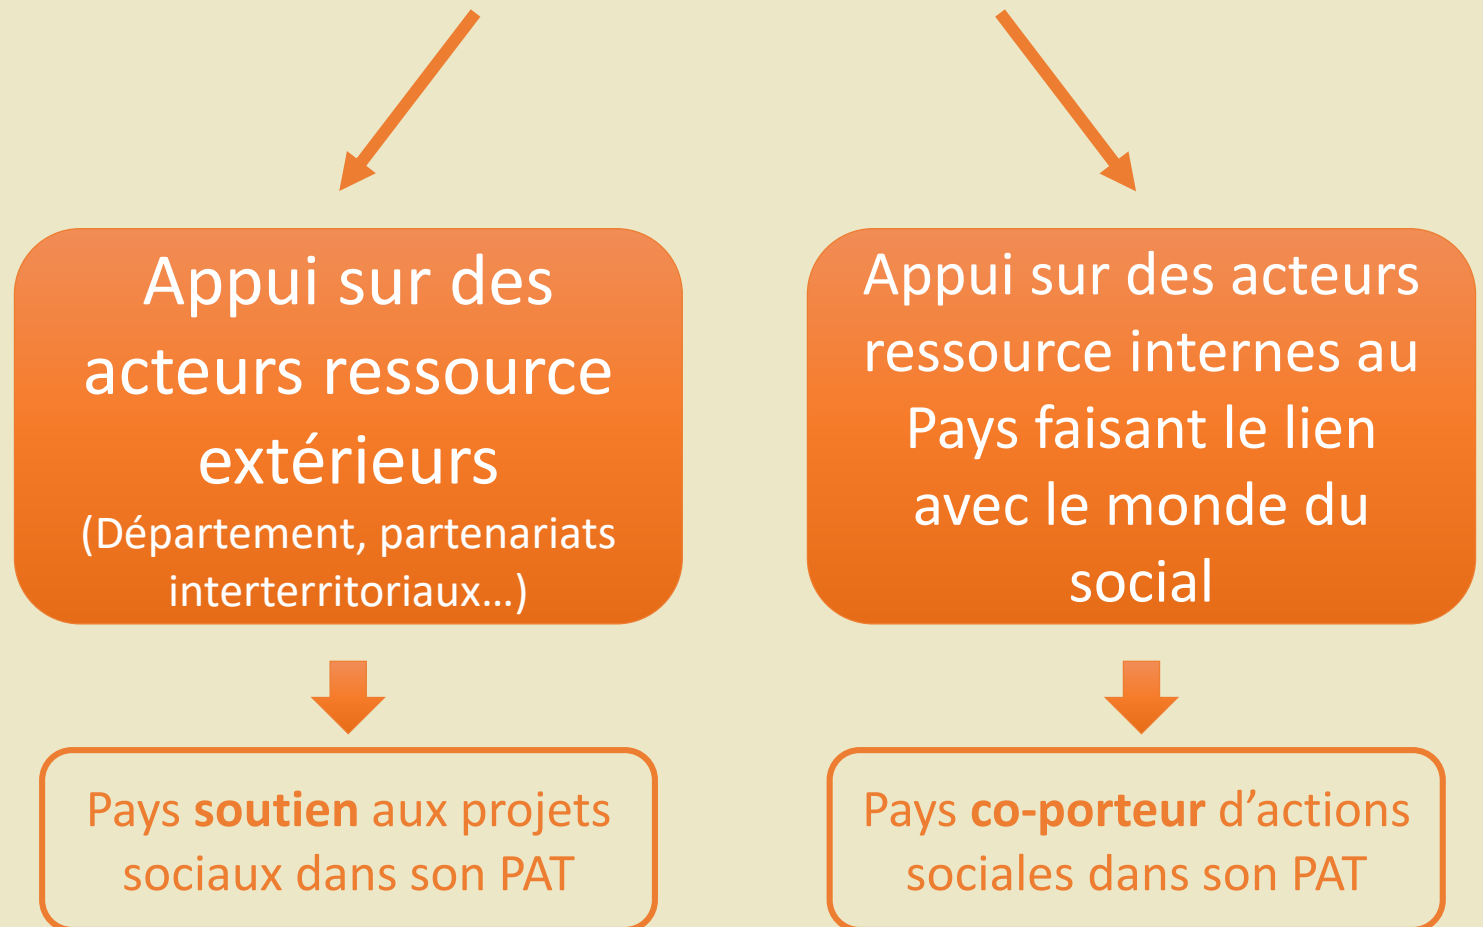 Appui sur des
acteurs ressource
extérieurs
(Département, partenariats
interterritoriaux…)
Appui sur des acteurs
ressource internes au
Pays faisant le lien
avec le monde du
social
Pays soutien aux projets
sociaux dans son PAT
Pays co-porteur d’actions
sociales dans son PAT